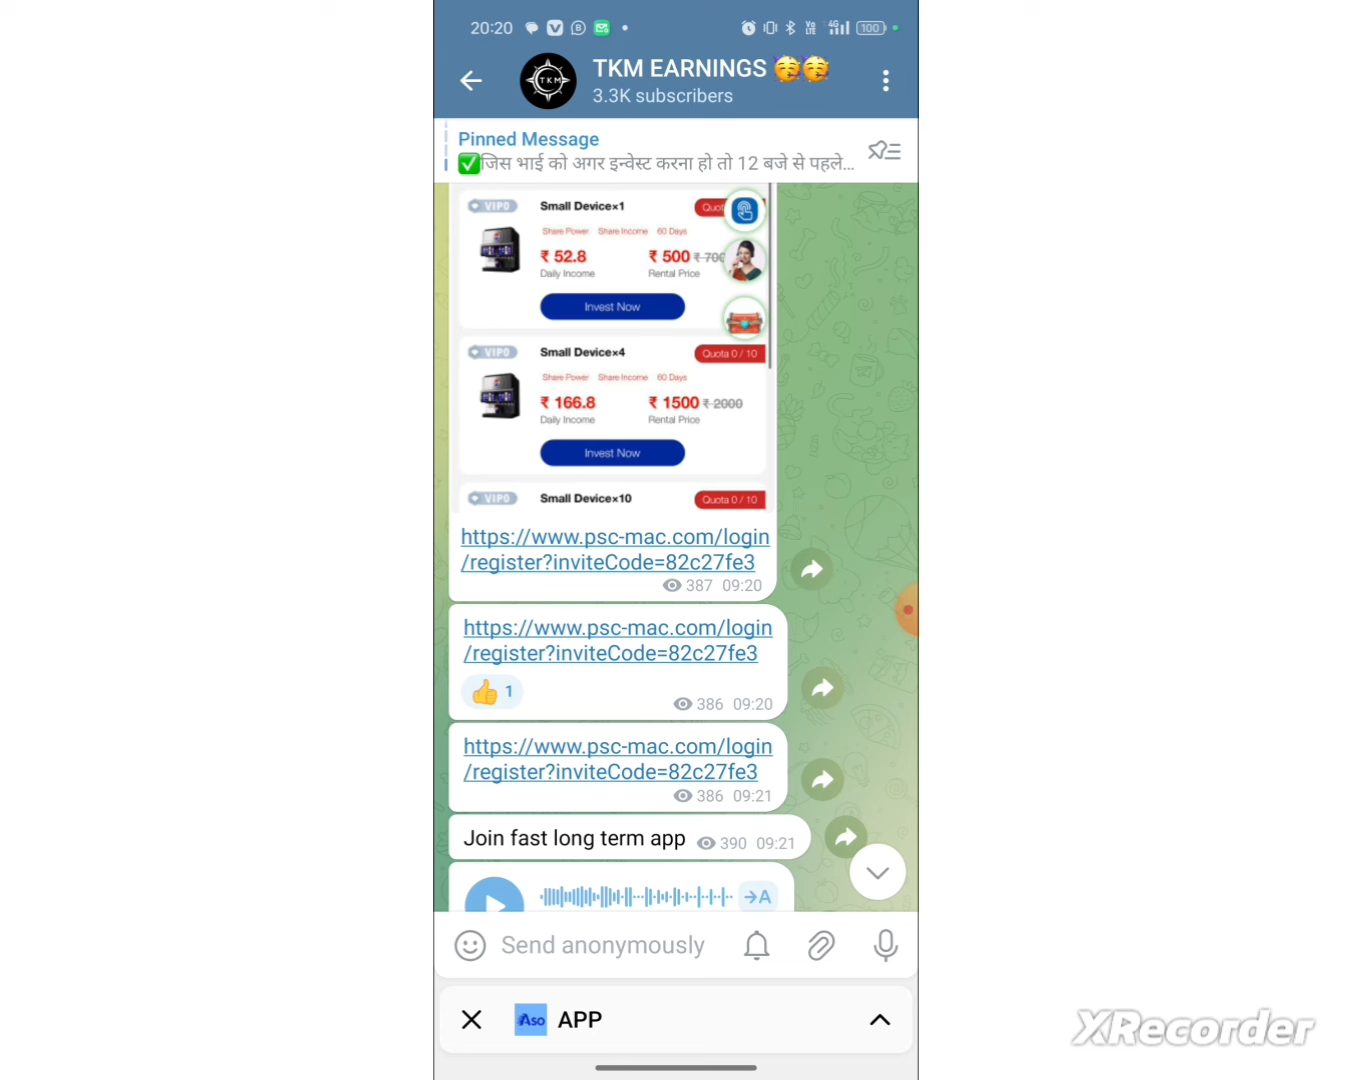 20:20
100
TKM
TKM EARNINGS 🥳🥳
3.3K subscribers
Pinned Message
✅जिस भाई को अगर इन्वेस्ट करना हो तो 12 बजे से पहले...
VIP0 Small Device×1
Share Power Share Income 60 Days
₹ 52.8 ₹ 500
Daily Income Rental Price
Invest Now
VIP0 Small Device×4 Quota 0 / 10
Share Power Share Income 60 Days
₹ 166.8 ₹ 1500 ₹ 2000
Daily Income Rental Price
Invest Now
VIP0 Small Device×10 Quota 0 / 10
https://www.psc-mac.com/login
/register?inviteCode=82c27fe3
387 09:20
https://www.psc-mac.com/login
/register?inviteCode=82c27fe3
👍 1
386 09:20
https://www.psc-mac.com/login
/register?inviteCode=82c27fe3
386 09:21
Join fast long term app 390 09:21
→A
Send anonymously
Aso APP
XRecorder